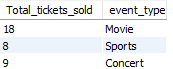 Total_tickets_sold event_type
18 Movie
8 Sports
9 Concert